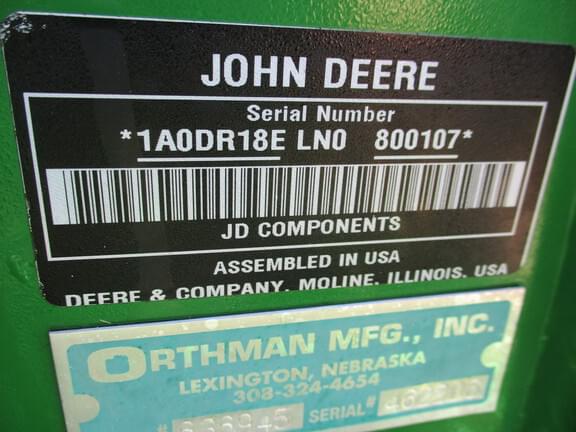 JOHN DEERE
Serial Number
*1A0DR18E LN0 800107*
JD COMPONENTS
ASSEMBLED IN USA
DEERE & COMPANY, MOLINE, ILLINOIS, USA
ORTHMAN MFG., INC.
LEXINGTON, NEBRASKA
308-324-4654
# SERIAL#